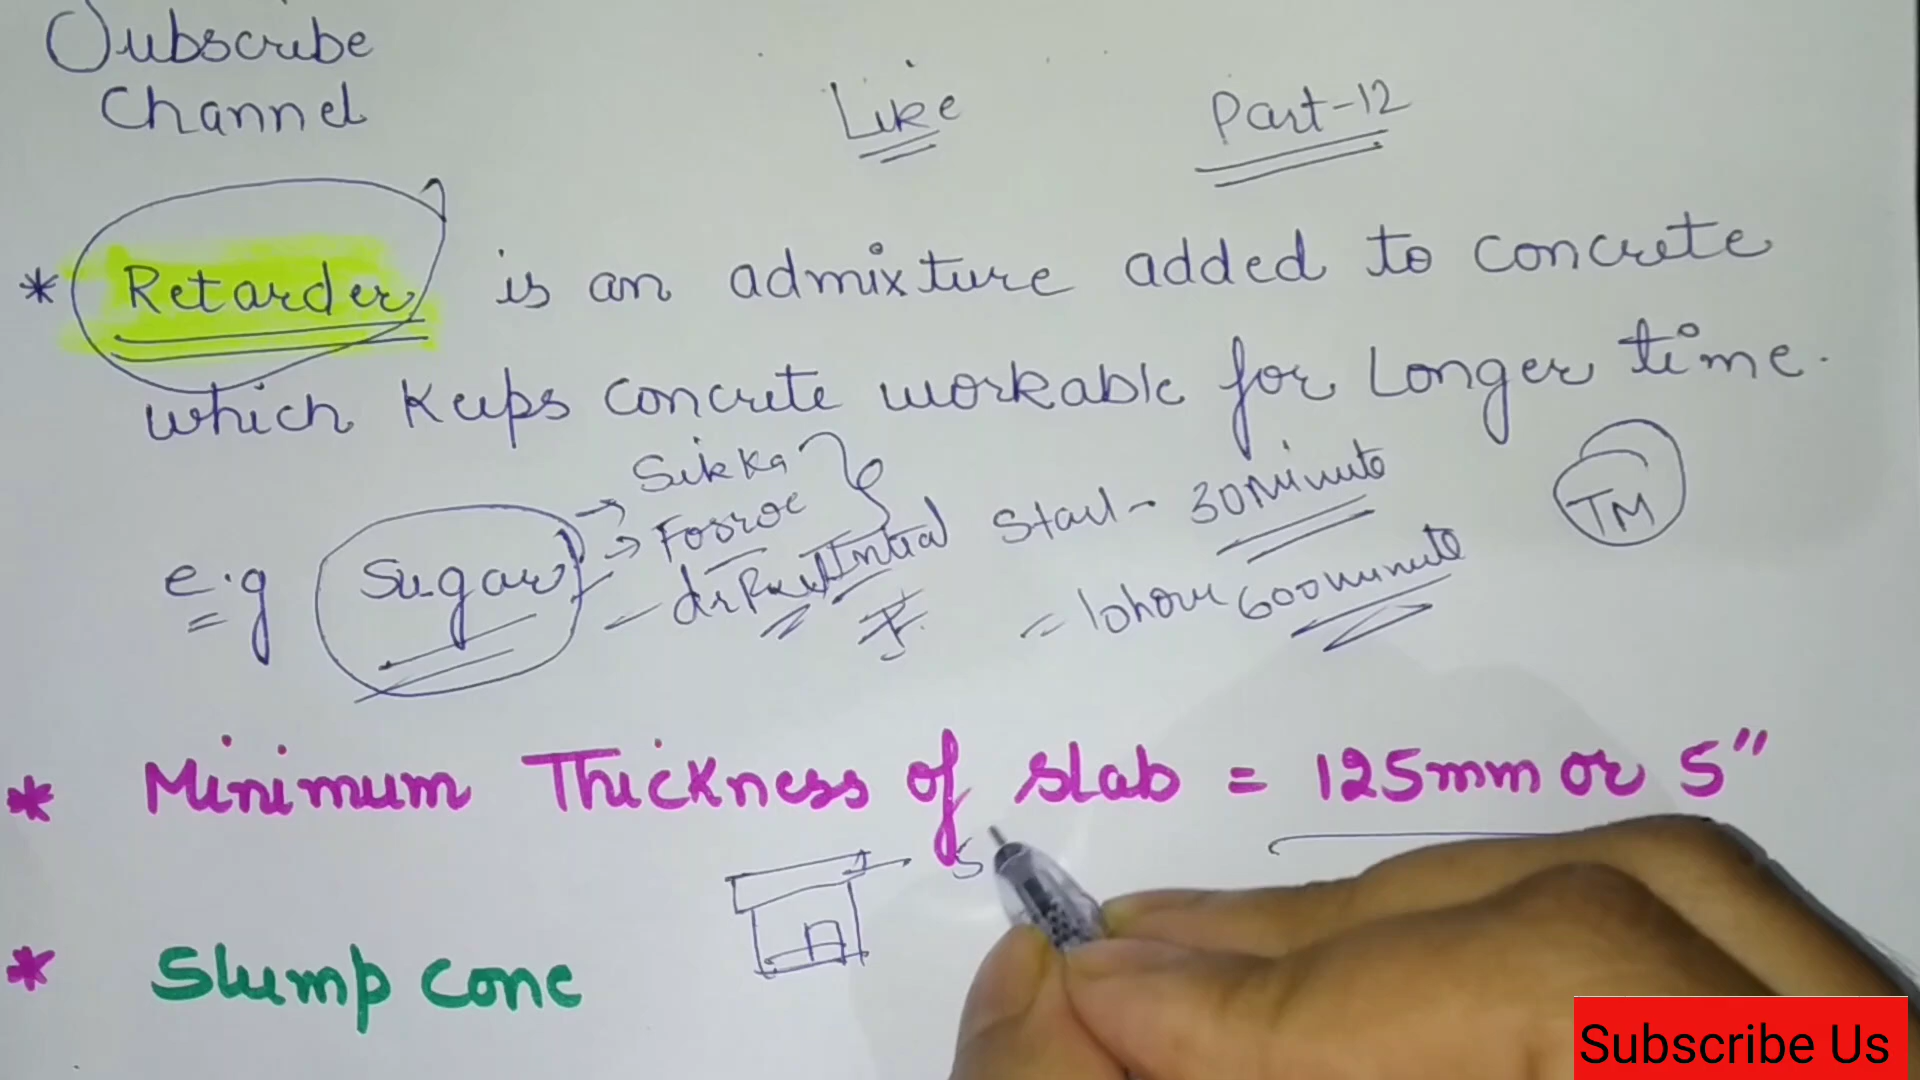 Subscribe
Channel
Like
Part-12
* Retarder is an admixture added to concrete
which Keeps concrete workable for Longer time.
Sikka
Fosroc
e.g Sugar
dr Initial Start - 30 Minute
= 10 hour 600 minute
TM
* Minimum Thickness of slab = 125mm or 5"
5
* Slump cone
Subscribe Us